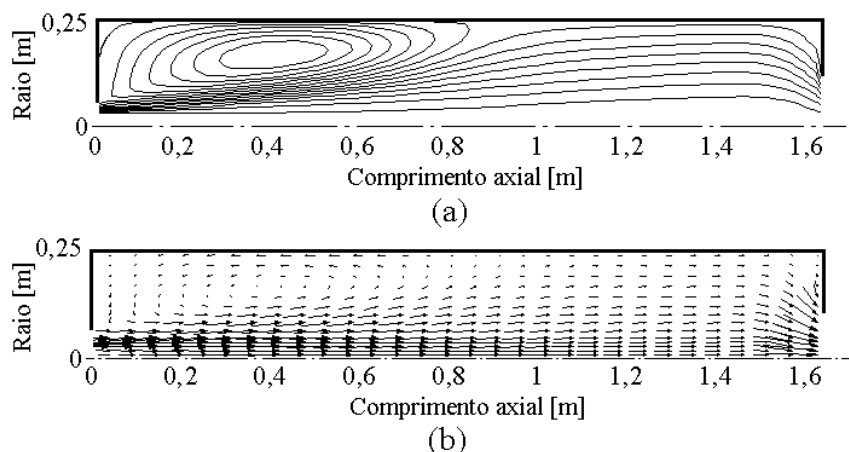 0,25
Raio [m]
0
0 0,2 0,4 0,6 0,8 1 1,2 1,4 1,6
Comprimento axial [m]
(a)
0,25
Raio [m]
0
0 0,2 0,4 0,6 0,8 1 1,2 1,4 1,6
Comprimento axial [m]
(b)